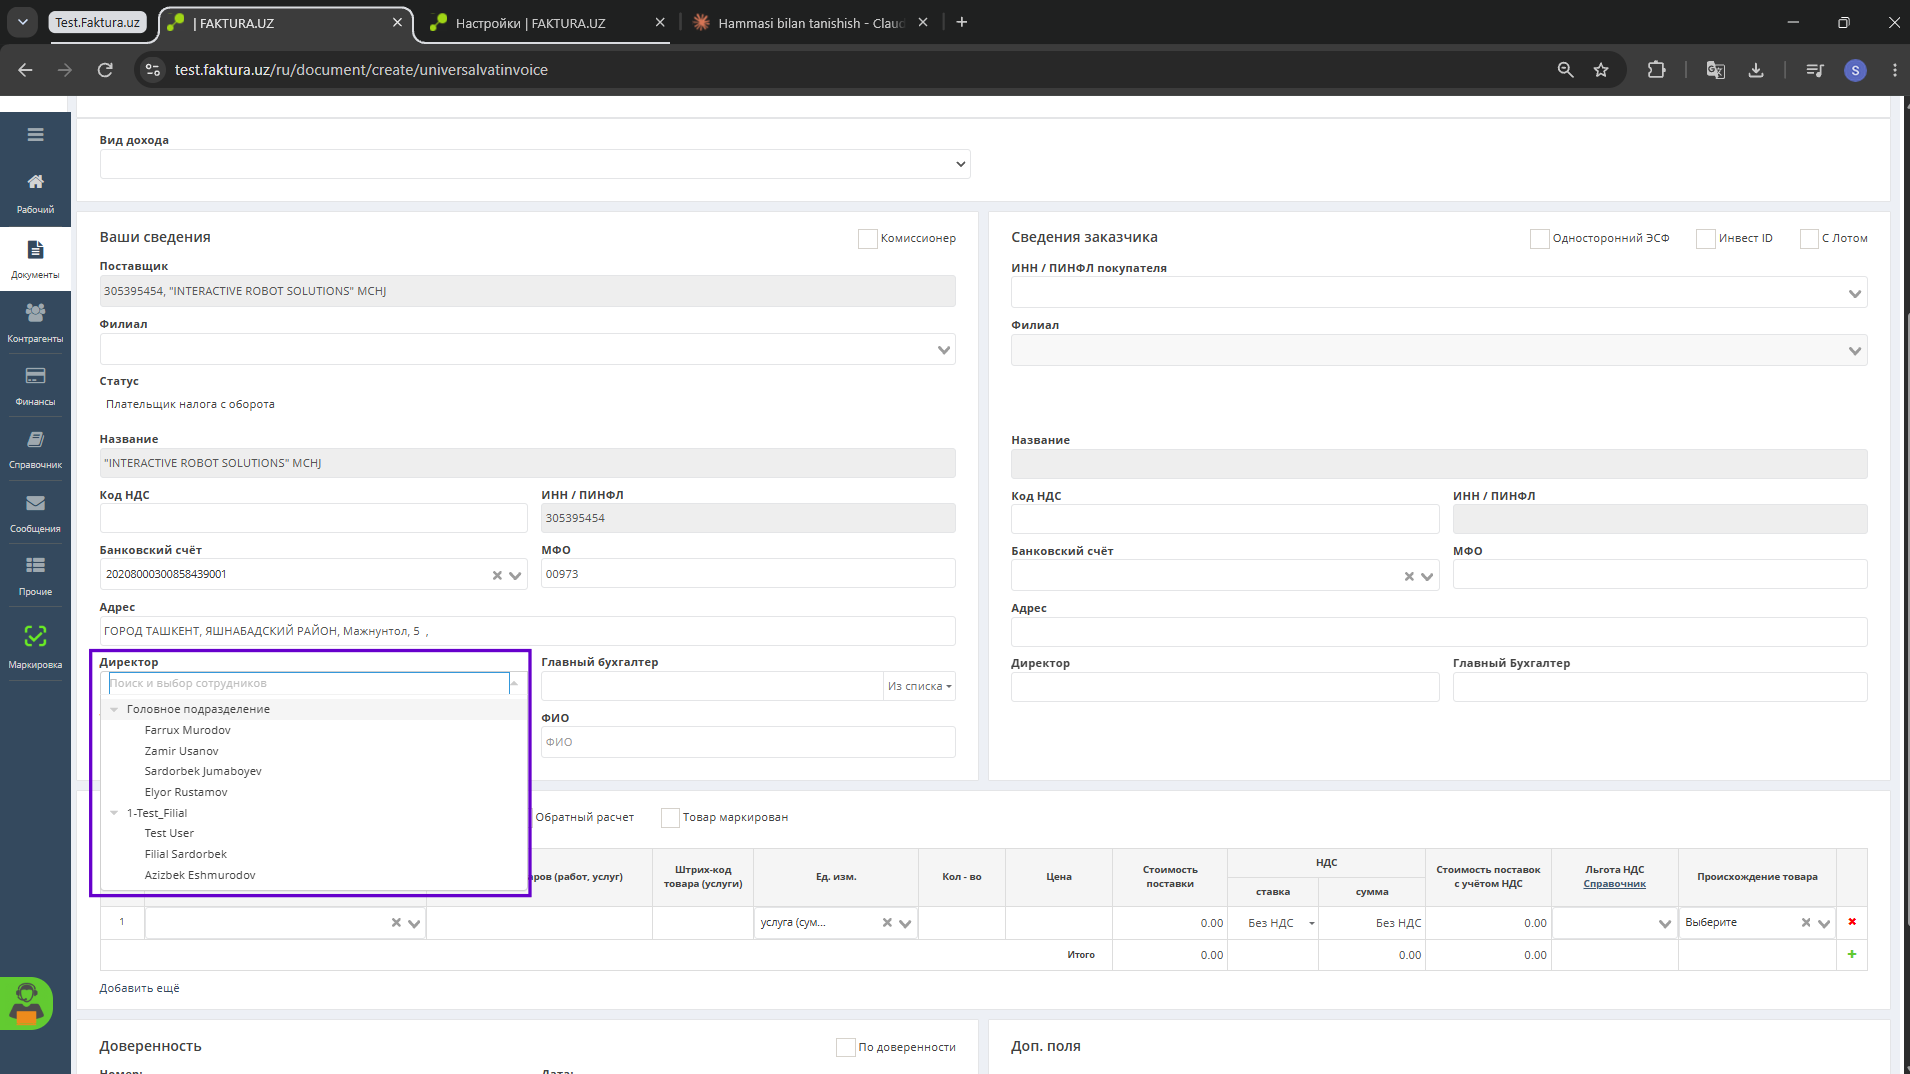 Test.Faktura.uz
| FAKTURA.UZ
Настройки | FAKTURA.UZ
Hammasi bilan tanishish - Claud
test.faktura.uz/ru/document/create/universalvatinvoice
S
Рабочий
Документы
Контрагенты
Финансы
Справочник
Сообщения
Прочие
Маркировка
Вид дохода
Ваши сведения
Комиссионер
Поставщик
305395454, "INTERACTIVE ROBOT SOLUTIONS" MCHJ
Филиал
Статус
Плательщик налога с оборота
Название
"INTERACTIVE ROBOT SOLUTIONS" MCHJ
Код НДС
ИНН / ПИНФЛ
305395454
Банковский счёт
МФО
20208000300858439001
00973
Адрес
ГОРОД ТАШКЕНТ, ЯШНАБАДСКИЙ РАЙОН, Мажнунтол, 5 ,
Директор
Главный бухгалтер
Поиск и выбор сотрудников
Из списка
Головное подразделение
Farrux Murodov
Zamir Usanov
Sardorbek Jumaboyev
Elyor Rustamov
1-Test_Filial
Test User
Filial Sardorbek
Azizbek Eshmurodov
ФИО
ФИО
Сведения заказчика
Односторонний ЭСФ
Инвест ID
С Лотом
ИНН / ПИНФЛ покупателя
Филиал
Название
Код НДС
ИНН / ПИНФЛ
Банковский счёт
МФО
Адрес
Директор
Главный Бухгалтер
Обратный расчет
Товар маркирован
аров (работ, услуг)
Штрих-код товара (услуги)
Ед. изм.
Кол - во
Цена
Стоимость поставки
НДС
ставка
сумма
Стоимость поставок с учётом НДС
Льгота НДС
Справочник
Происхождение товара
1
услуга (сум...
0.00
Без НДС
Без НДС
0.00
Выберите
Итого
0.00
0.00
0.00
Добавить ещё
Доверенность
По доверенности
Номер:
Дата:
Доп. поля